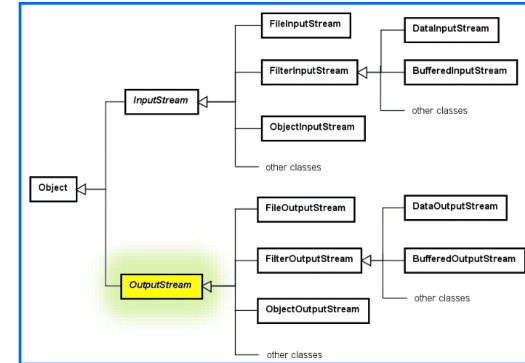 FileInputStream
DataInputStream
FilterInputStream
BufferedInputStream
InputStream
other classes
ObjectInputStream
other classes
Object
FileOutputStream
DataOutputStream
FilterOutputStream
BufferedOutputStream
OutputStream
other classes
ObjectOutputStream
other classes